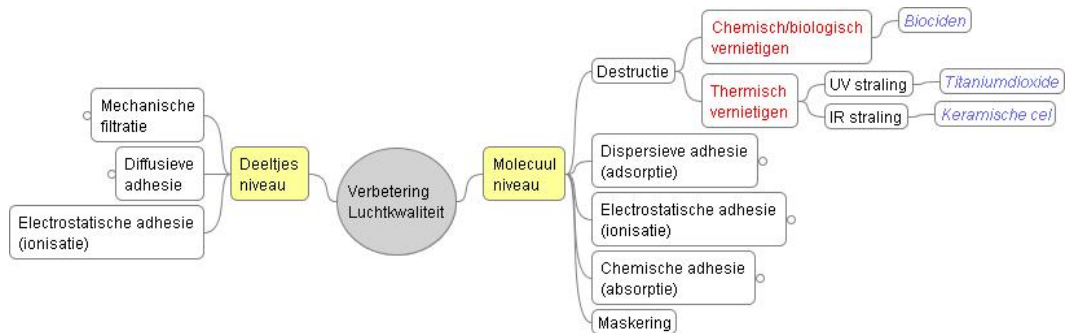 Mechanische
filtratie
Diffusieve
adhesie
Electrostatische adhesie
(ionisatie)
Deeltjes
niveau
Verbetering
Luchtkwaliteit
Molecuul
niveau
Destructie
Chemisch/biologisch
vernietigen
Biociden
Thermisch
vernietigen
UV straling
Titaniumdioxide
IR straling
Keramische cel
Dispersieve adhesie
(adsorptie)
Electrostatische adhesie
(ionisatie)
Chemische adhesie
(absorptie)
Maskering